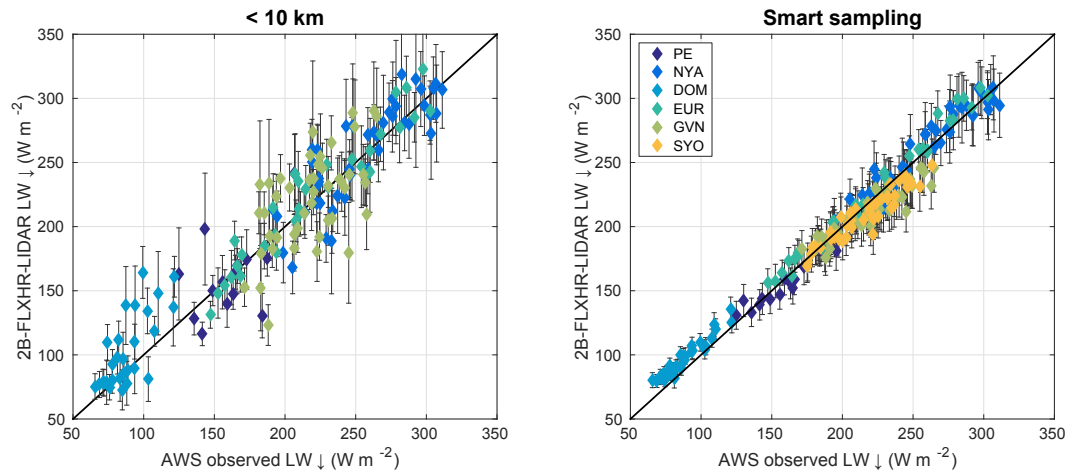 < 10 km
350
300
250
200
150
100
50
50 100 150 200 250 300 350
2B-FLXHR-LIDAR LW ↓ (W m -2)
AWS observed LW ↓ (W m -2)
Smart sampling
350
300
250
200
150
100
50
50 100 150 200 250 300 350
2B-FLXHR-LIDAR LW ↓ (W m -2)
AWS observed LW ↓ (W m -2)
PE
NYA
DOM
EUR
GVN
SYO